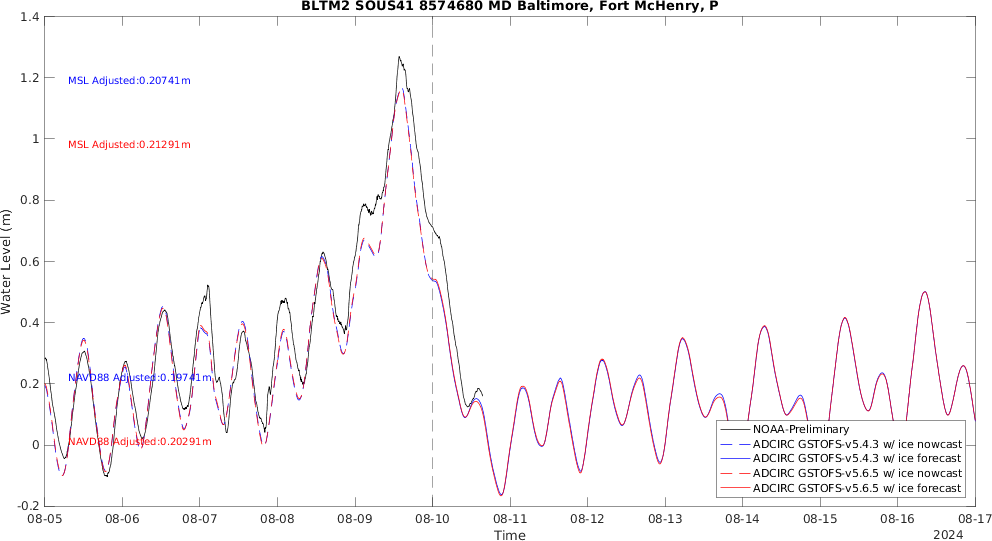 BLTM2 SOUS41 8574680 MD Baltimore, Fort McHenry, P
1.4
1.2
1
0.8
0.6
0.4
0.2
0
-0.2
Water Level (m)
MSL Adjusted:0.20741m
MSL Adjusted:0.21291m
NAVD88 Adjusted:0.19741m
NAVD88 Adjusted:0.20291m
NOAA-Preliminary
ADCIRC GSTOFS-v5.4.3 w/ ice nowcast
ADCIRC GSTOFS-v5.4.3 w/ ice forecast
ADCIRC GSTOFS-v5.6.5 w/ ice nowcast
ADCIRC GSTOFS-v5.6.5 w/ ice forecast
08-05 08-06 08-07 08-08 08-09 08-10 08-11 08-12 08-13 08-14 08-15 08-16 08-17
Time
2024